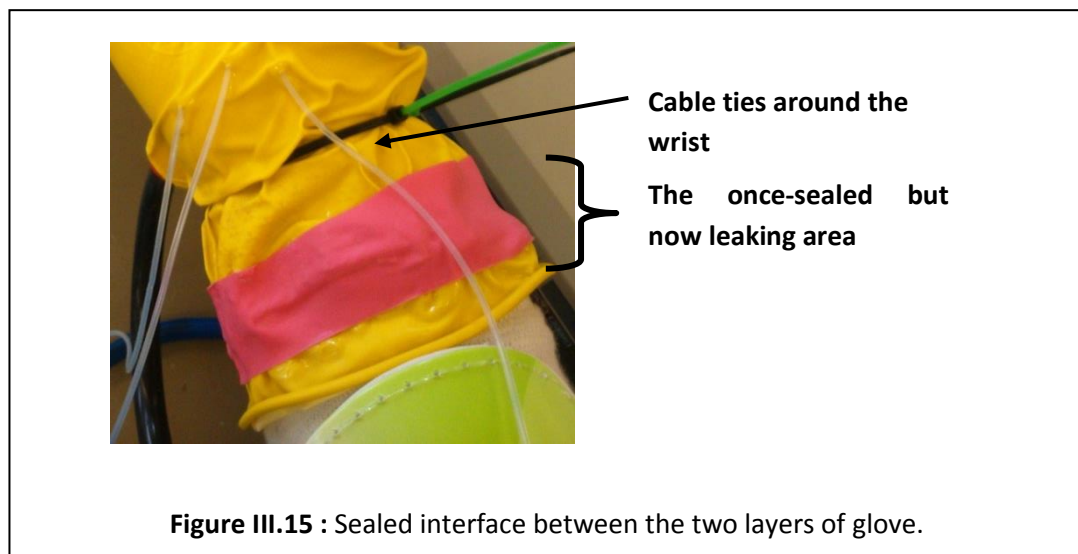 Cable ties around the
wrist
The once-sealed but
now leaking area
Figure III.15 : Sealed interface between the two layers of glove.